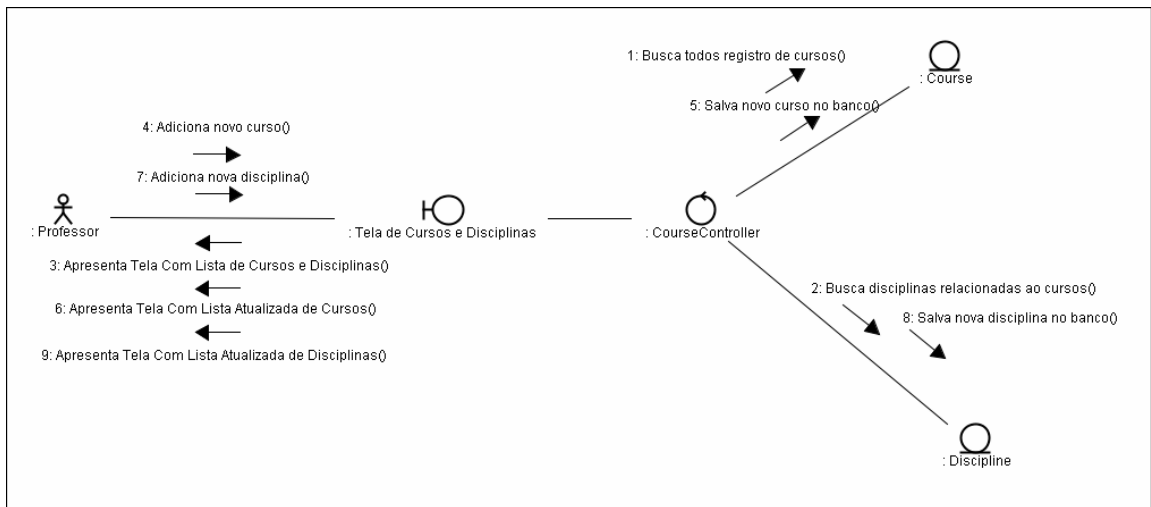 1: Busca todos registro de cursos()
: Course
5: Salva novo curso no banco()
4: Adiciona novo curso()
7: Adiciona nova disciplina()
: Professor
: Tela de Cursos e Disciplinas
: CourseController
3: Apresenta Tela Com Lista de Cursos e Disciplinas()
6: Apresenta Tela Com Lista Atualizada de Cursos()
9: Apresenta Tela Com Lista Atualizada de Disciplinas()
2: Busca disciplinas relacionadas ao cursos()
8: Salva nova disciplina no banco()
: Discipline